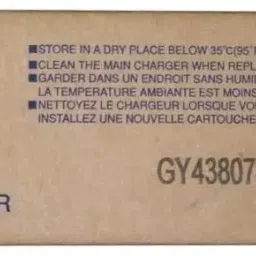 ■STORE IN A DRY PLACE BELOW 35°C(95°
■CLEAN THE MAIN CHARGER WHEN REPL
■GARDER DANS UN ENDROIT SANS HUMI
LA TEMPERATURE AMBIANTE EST MOINS
■NETTOYEZ LE CHARGEUR LORSQUE VOU
INSTALLEZ UNE NOUVELLE CARTOUCHE
GY43807
R